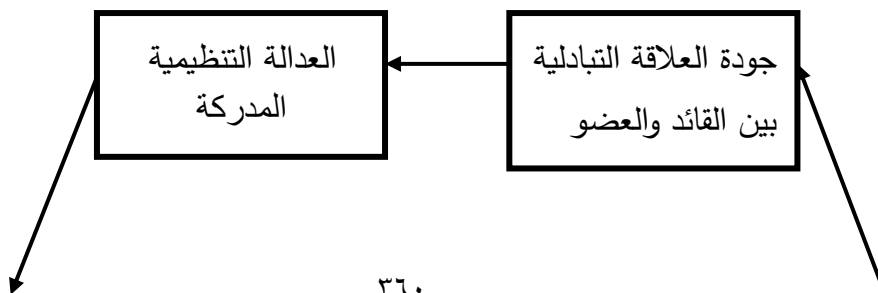 جودة العلاقة التبادلية
بين القائد والعضو
العدالة التنظيمية
المدركة
٣٦٠